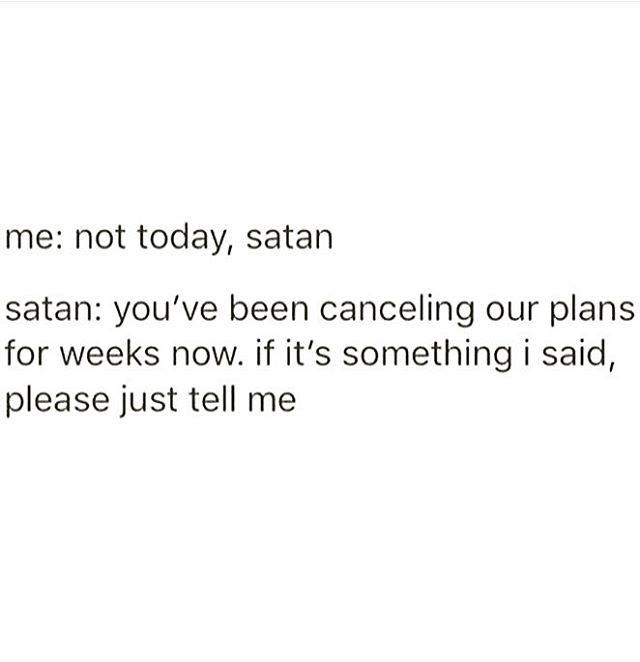 me: not today, satan
satan: you've been canceling our plans
for weeks now. if it's something i said,
please just tell me